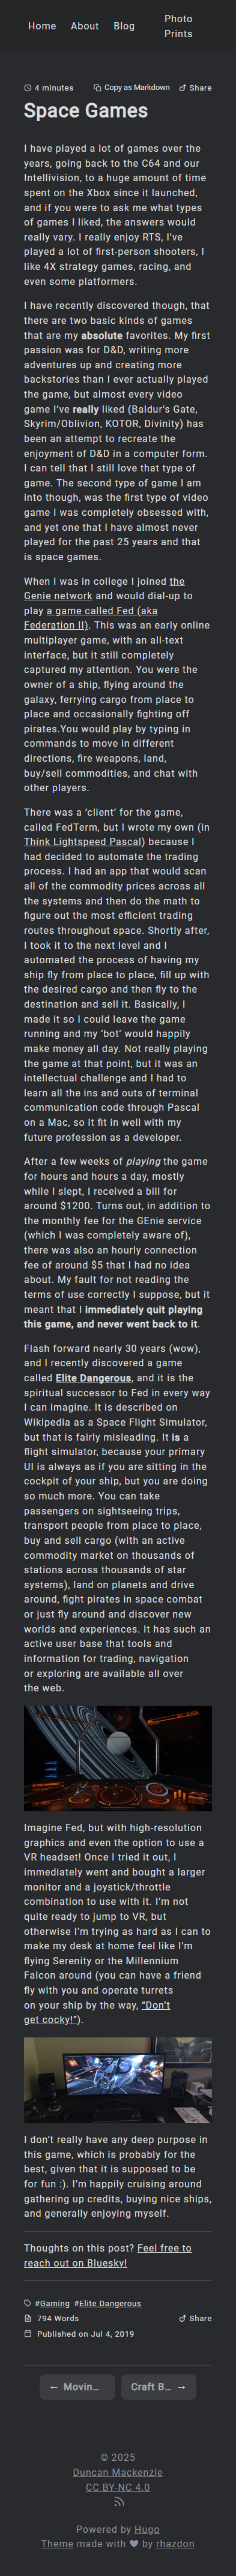 Home About Blog Photo
Prints
4 minutes Copy as Markdown Share
Space Games
I have played a lot of games over the
years, going back to the C64 and our
Intellivision, to a huge amount of time
spent on the Xbox since it launched,
and if you were to ask me what types
of games I liked, the answers would
really vary. I really enjoy RTS, I've
played a lot of first-person shooters, I
like 4X strategy games, racing, and
even some platformers.
I have recently discovered though, that
there are two basic kinds of games
that are my absolute favorites. My first
passion was for D&D, writing more
adventures up and creating more
backstories than I ever actually played
the game, but almost every video
game I've really liked (Baldur's Gate,
Skyrim/Oblivion, KOTOR, Divinity) has
been an attempt to recreate the
enjoyment of D&D in a computer form.
I can tell that I still love that type of
game. The second type of game I am
into though, was the first type of video
game I was completely obsessed with,
and yet one that I have almost never
played for the past 25 years and that
is space games.
When I was in college I joined the
Genie network and would dial-up to
play a game called Fed (aka
Federation II). This was an early online
multiplayer game, with an all-text
interface, but it still completely
captured my attention. You were the
owner of a ship, flying around the
galaxy, ferrying cargo from place to
place and occasionally fighting off
pirates.You would play by typing in
commands to move in different
directions, fire weapons, land,
buy/sell commodities, and chat with
other players.
There was a 'client' for the game,
called FedTerm, but I wrote my own (in
Think Lightspeed Pascal) because I
had decided to automate the trading
process. I had an app that would scan
all of the commodity prices across all
the systems and then do the math to
figure out the most efficient trading
routes throughout space. Shortly after,
I took it to the next level and I
automated the process of having my
ship fly from place to place, fill up with
the desired cargo and then fly to the
destination and sell it. Basically, I
made it so I could leave the game
running and my 'bot' would happily
make money all day. Not really playing
the game at that point, but it was an
intellectual challenge and I had to
learn all the ins and outs of terminal
communication code through Pascal
on a Mac, so it fit in well with my
future profession as a developer.
After a few weeks of playing the game
for hours and hours a day, mostly
while I slept, I received a bill for
around $1200. Turns out, in addition to
the monthly fee for the GEnie service
(which I was completely aware of),
there was also an hourly connection
fee of around $5 that I had no idea
about. My fault for not reading the
terms of use correctly I suppose, but it
meant that I immediately quit playing
this game, and never went back to it.
Flash forward nearly 30 years (wow),
and I recently discovered a game
called Elite Dangerous, and it is the
spiritual successor to Fed in every way
I can imagine. It is described on
Wikipedia as a Space Flight Simulator,
but that is fairly misleading. It is a
flight simulator, because your primary
UI is always as if you are sitting in the
cockpit of your ship, but you are doing
so much more. You can take
passengers on sightseeing trips,
transport people from place to place,
buy and sell cargo (with an active
commodity market on thousands of
stations across thousands of star
systems), land on planets and drive
around, fight pirates in space combat
or just fly around and discover new
worlds and experiences. It has such an
active user base that tools and
information for trading, navigation
or exploring are available all over
the web.
Imagine Fed, but with high-resolution
graphics and even the option to use a
VR headset! Once I tried it out, I
immediately went and bought a larger
monitor and a joystick/throttle
combination to use with it. I'm not
quite ready to jump to VR, but
otherwise I'm trying as hard as I can to
make my desk at home feel like I'm
flying Serenity or the Millennium
Falcon around (you can have a friend
fly with you and operate turrets
on your ship by the way, "Don't
get cocky!").
I don't really have any deep purpose in
this game, which is probably for the
best, given that it is supposed to be
for fun :). I'm happily cruising around
gathering up credits, buying nice ships,
and generally enjoying myself.
Thoughts on this post? Feel free to
reach out on Bluesky!
#Gaming #Elite Dangerous
794 Words Share
Published on Jul 4, 2019
← Movin… Craft B… →
© 2025
Duncan Mackenzie
CC BY-NC 4.0
Powered by Hugo
Theme made with ❤ by rhazdon